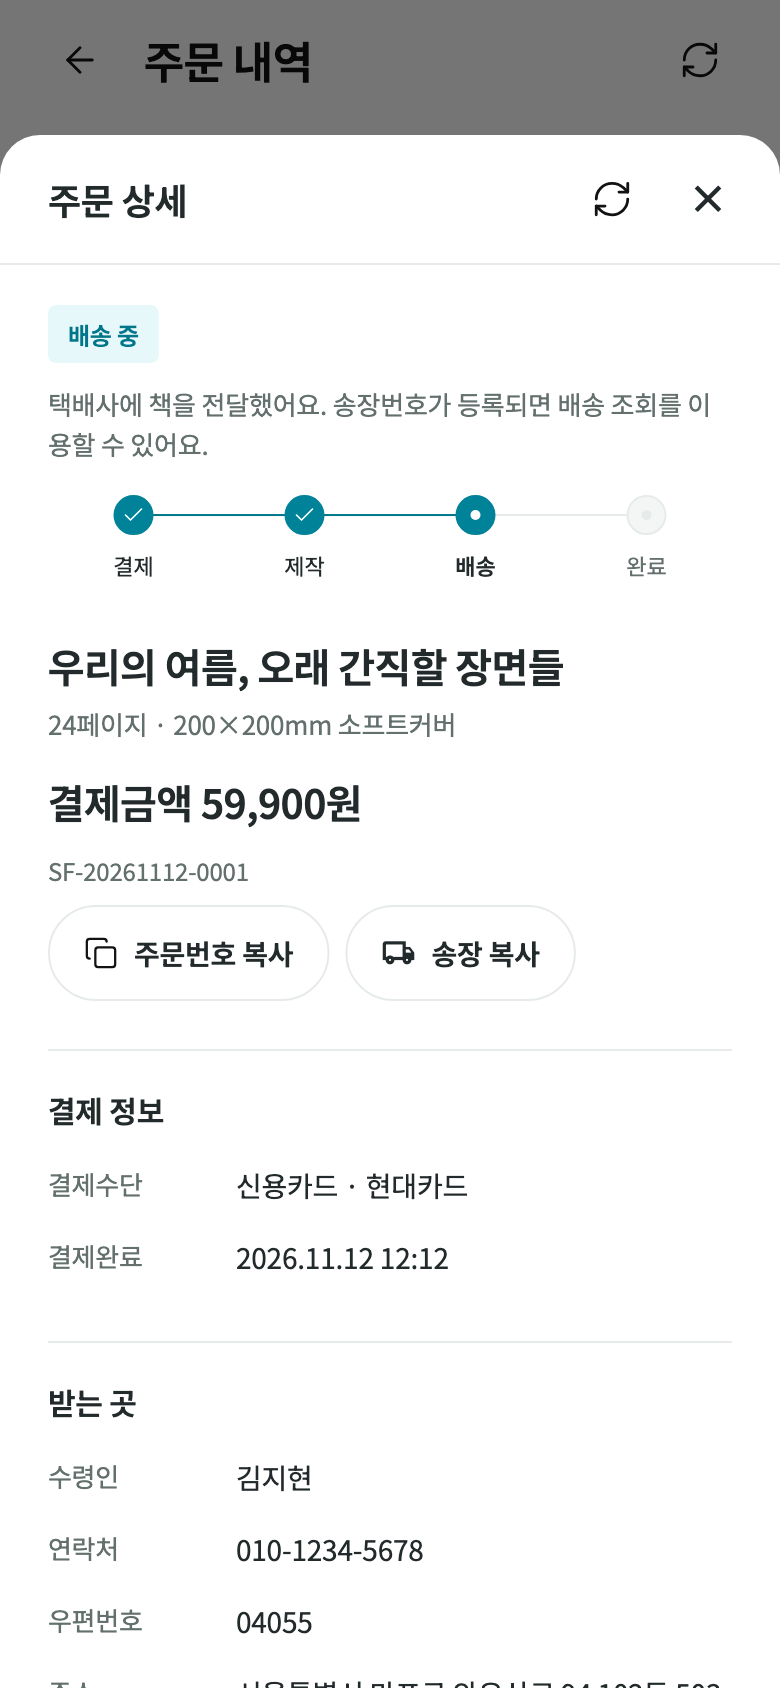 주문 내역
주문 상세
배송 중
택배사에 책을 전달했어요. 송장번호가 등록되면 배송 조회를 이
용할 수 있어요.
결제 제작 배송 완료
우리의 여름, 오래 간직할 장면들
24페이지 · 200×200mm 소프트커버
결제금액 59,900원
SF-20261112-0001
주문번호 복사 송장 복사
결제 정보
결제수단 신용카드 · 현대카드
결제완료 2026.11.12 12:12
받는 곳
수령인 김지현
연락처 010-1234-5678
우편번호 04055